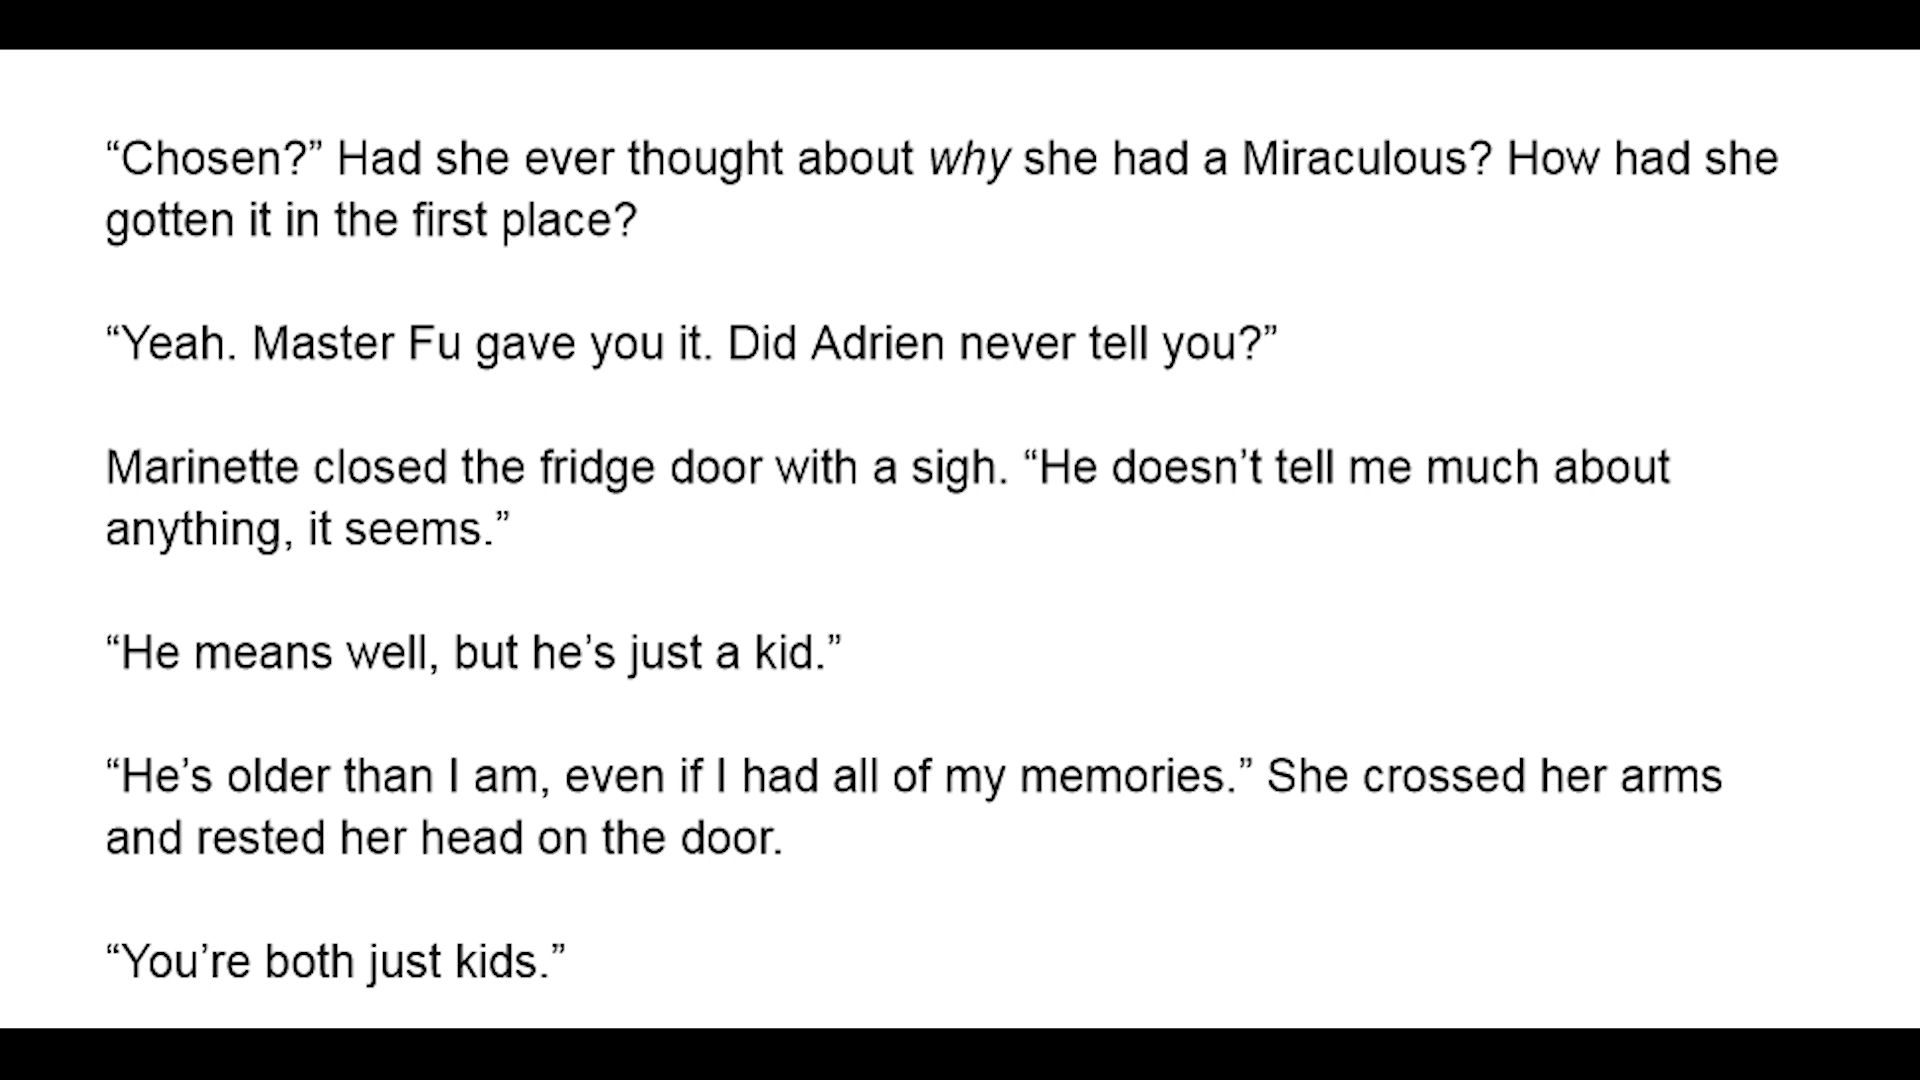 “Chosen?” Had she ever thought about why she had a Miraculous? How had she
gotten it in the first place?
“Yeah. Master Fu gave you it. Did Adrien never tell you?”
Marinette closed the fridge door with a sigh. “He doesn’t tell me much about
anything, it seems.”
“He means well, but he’s just a kid.”
“He’s older than I am, even if I had all of my memories.” She crossed her arms
and rested her head on the door.
“You’re both just kids.”